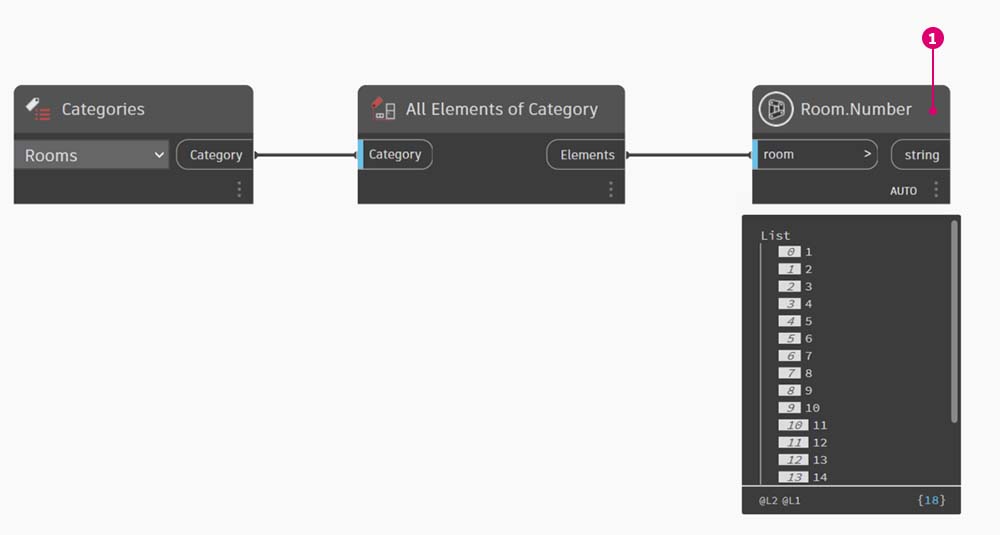 1
Categories
Rooms
Category
All Elements of Category
Category
Elements
Room.Number
room
>
string
AUTO
List
0 1
1 2
2 3
3 4
4 5
5 6
6 7
7 8
8 9
9 10
10 11
11 12
12 13
13 14
@L2 @L1
{18}